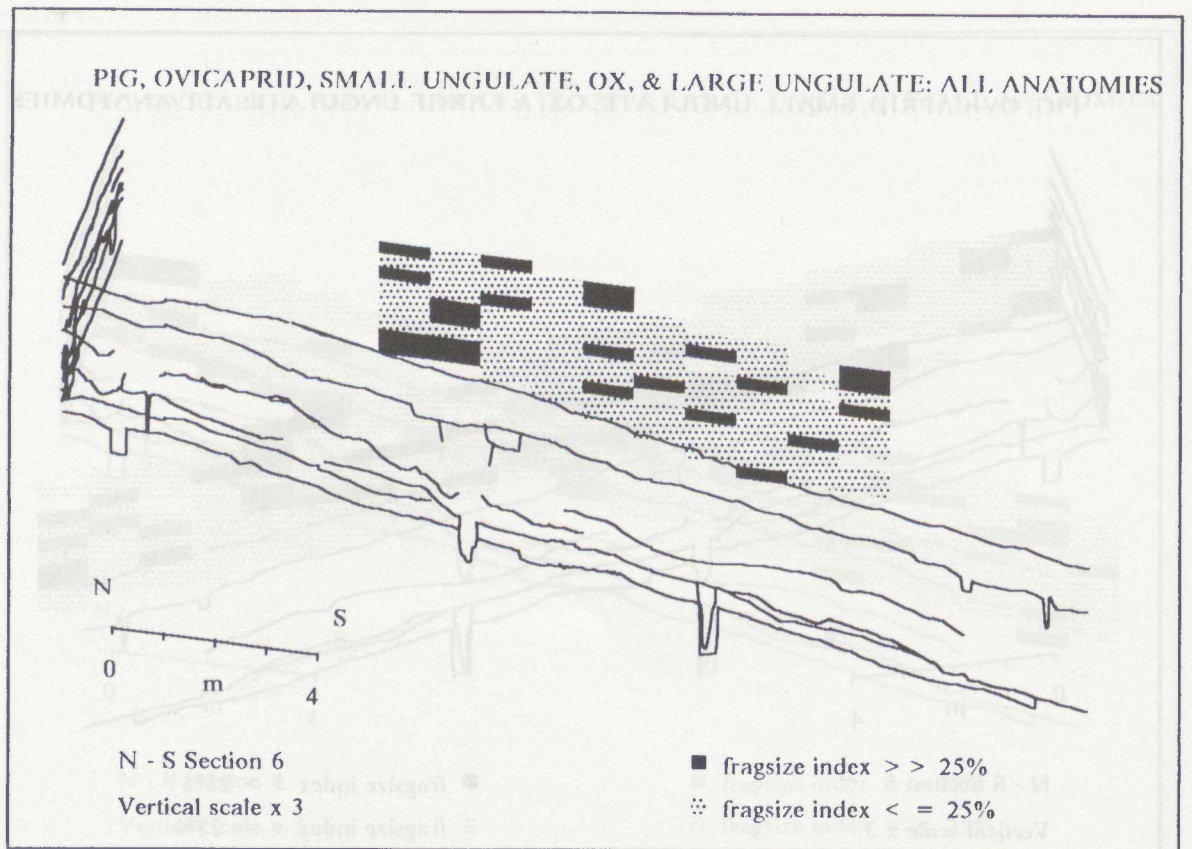 PIG, OVICAPRID, SMALL UNGULATE, OX, & LARGE UNGULATE: ALL ANATOMIES
N
S
0
m
4
N - S Section 6
Vertical scale x 3
fragsize index > > 25%
fragsize index < = 25%